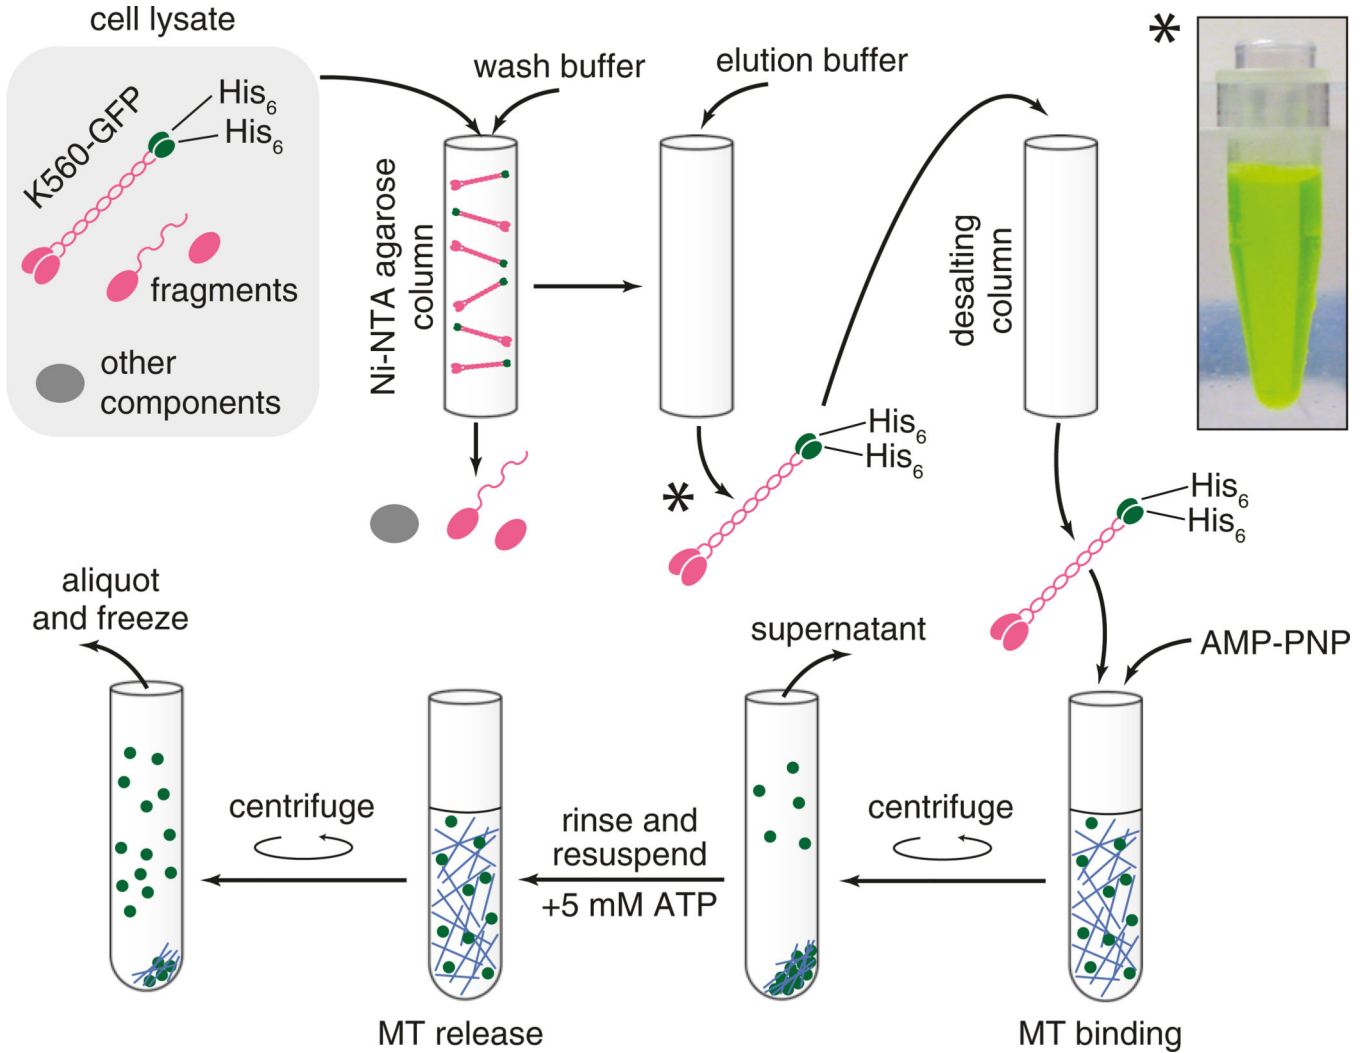 cell lysate
K560-GFP
His6
His6
fragments
other
components
wash buffer
Ni-NTA agarose
column
elution buffer
*
His6
His6
desalting
column
*
His6
His6
AMP-PNP
MT binding
centrifuge
supernatant
rinse and
resuspend
+5 mM ATP
MT release
centrifuge
aliquot
and freeze